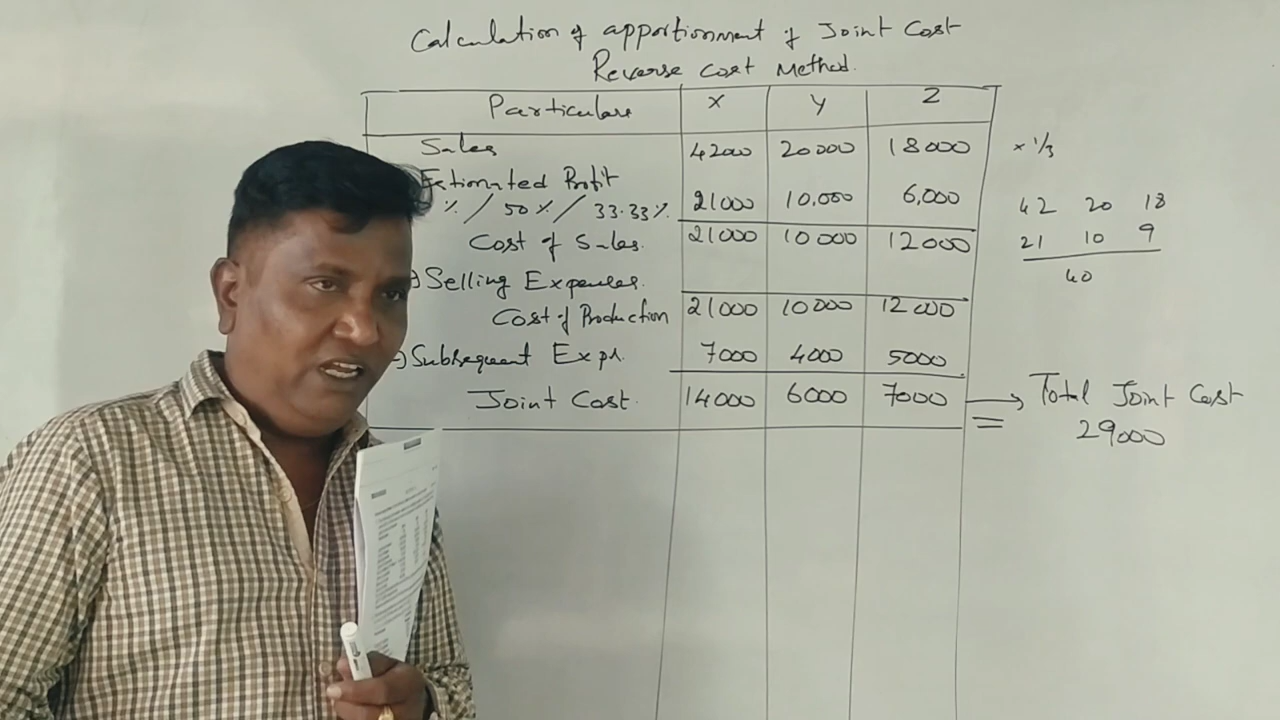 Calculation of apportionment of Joint Cost
Reverse Cost Method.
Particulars X Y Z
Sales 42000 20000 18000 × 1/3
Estimated Profit
%/ 50%/ 33.33% 21000 10,000 6,000
42 20 18
21 10 9
40
Cost of Sales. 21000 10000 12000
Selling Expenses.
Cost of Production 21000 10000 12000
Subsequent Expr. 7000 4000 5000
Joint Cost. 14000 6000 7000 → Total Joint Cost
29000